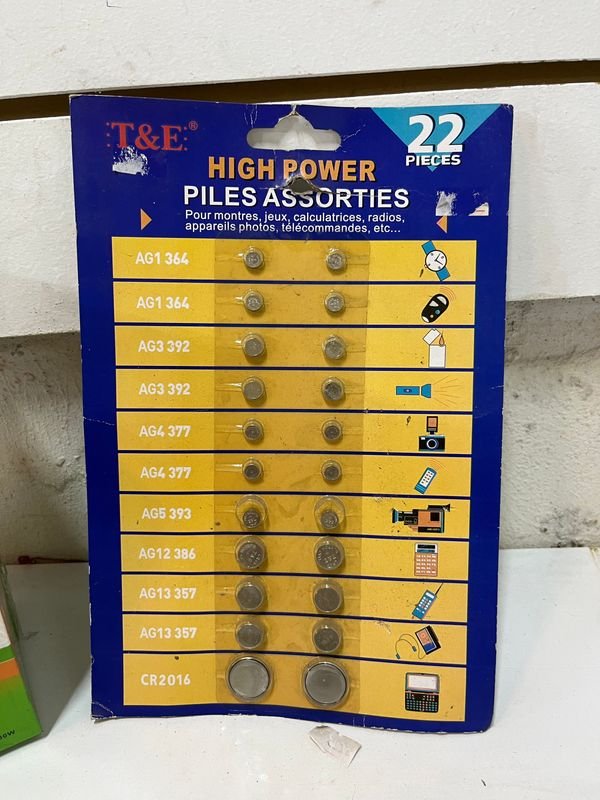 T&E®
22
PIECES
HIGH POWER
PILES ASSORTIES
Pour montres, jeux, calculatrices, radios,
appareils photos, télécommandes, etc...
AG1 364
AG1 364
AG3 392
AG3 392
AG4 377
AG4 377
AG5 393
AG12 386
AG13 357
AG13 357
CR2016